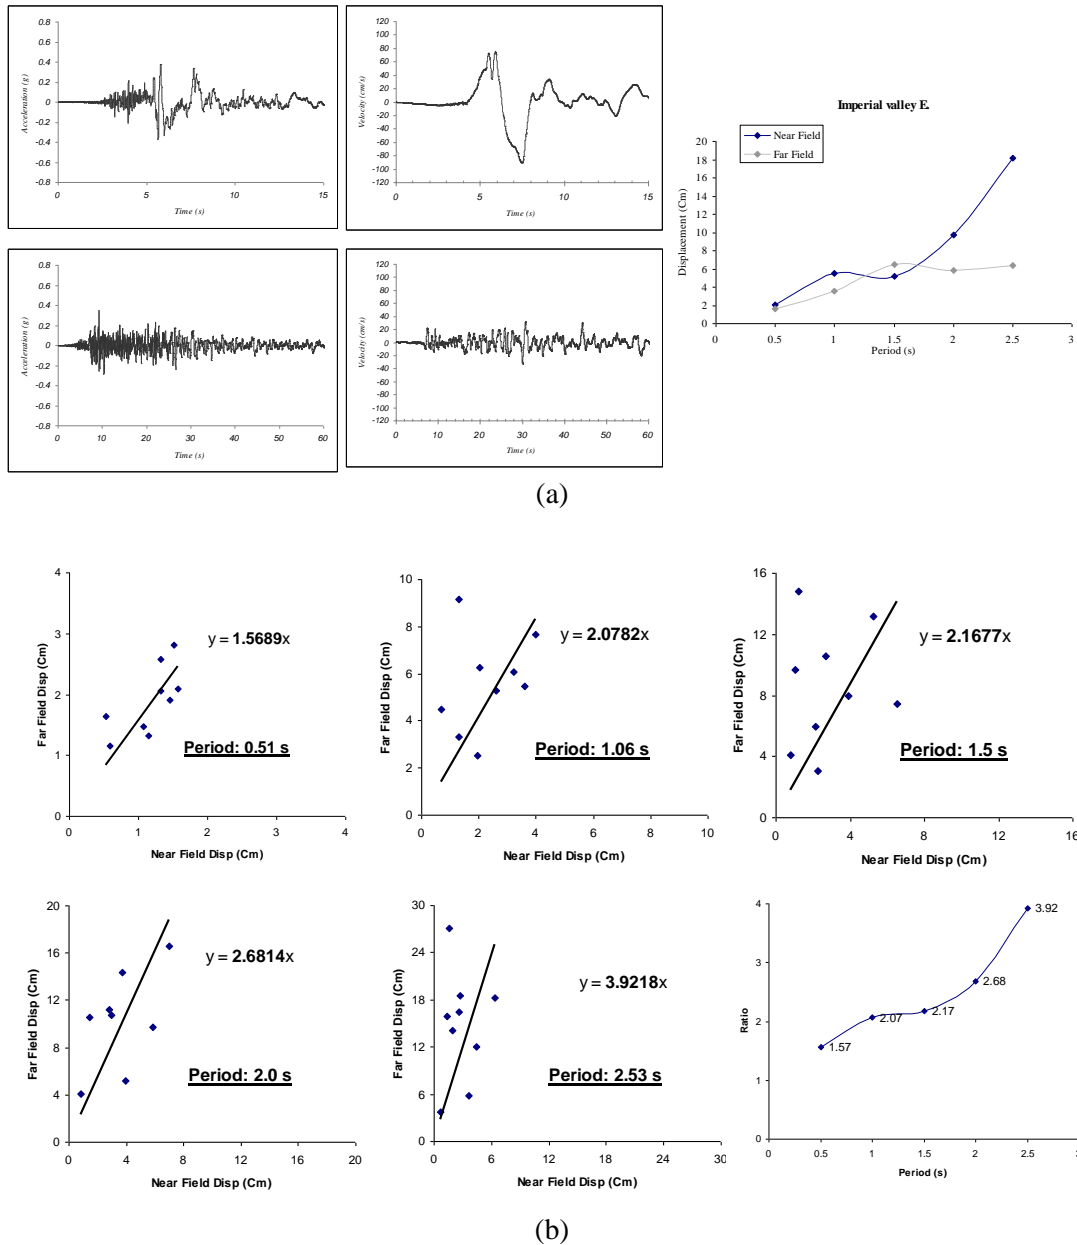 0.8
0.6
0.4
0.2
0
-0.2
-0.4
-0.6
-0.8
Acceleration (g)
0 5 10 15
Time (s)
120
100
80
60
40
20
0
-20
-40
-60
-80
-100
-120
Velocity (cm/s)
0 5 10 15
Time (s)
Imperial valley E.
Near Field
Far Field
20
18
16
14
12
10
8
6
4
2
0
Displacement (Cm)
0 0.5 1 1.5 2 2.5 3
Period (s)
0.8
0.6
0.4
0.2
0
-0.2
-0.4
-0.6
-0.8
Acceleration (g)
0 10 20 30 40 50 60
Time (s)
120
100
80
60
40
20
0
-20
-40
-60
-80
-100
-120
Velocity (cm/s)
0 10 20 30 40 50 60
Time (s)
(a)
4
3
2
1
0
Far Field Disp (Cm)
y = 1.5689x
Period: 0.51 s
0 1 2 3 4
Near Field Disp (Cm)
10
8
6
4
2
0
Far Field Disp (Cm)
y = 2.0782x
Period: 1.06 s
0 2 4 6 8 10
Near Field Disp (Cm)
16
12
8
4
0
Far Field Disp (Cm)
y = 2.1677x
Period: 1.5 s
0 4 8 12 16
Near Field Disp (Cm)
20
16
12
8
4
0
Far Field Disp (Cm)
y = 2.6814x
Period: 2.0 s
0 4 8 12 16 20
Near Field Disp (Cm)
30
27
24
21
18
15
12
9
6
3
0
Far Field Disp (Cm)
y = 3.9218x
Period: 2.53 s
0 6 12 18 24 30
Near Field Disp (Cm)
4
3
2
1
0
Ratio
3.92
2.68
2.17
2.07
1.57
0 0.5 1 1.5 2 2.5 3
Period (s)
(b)